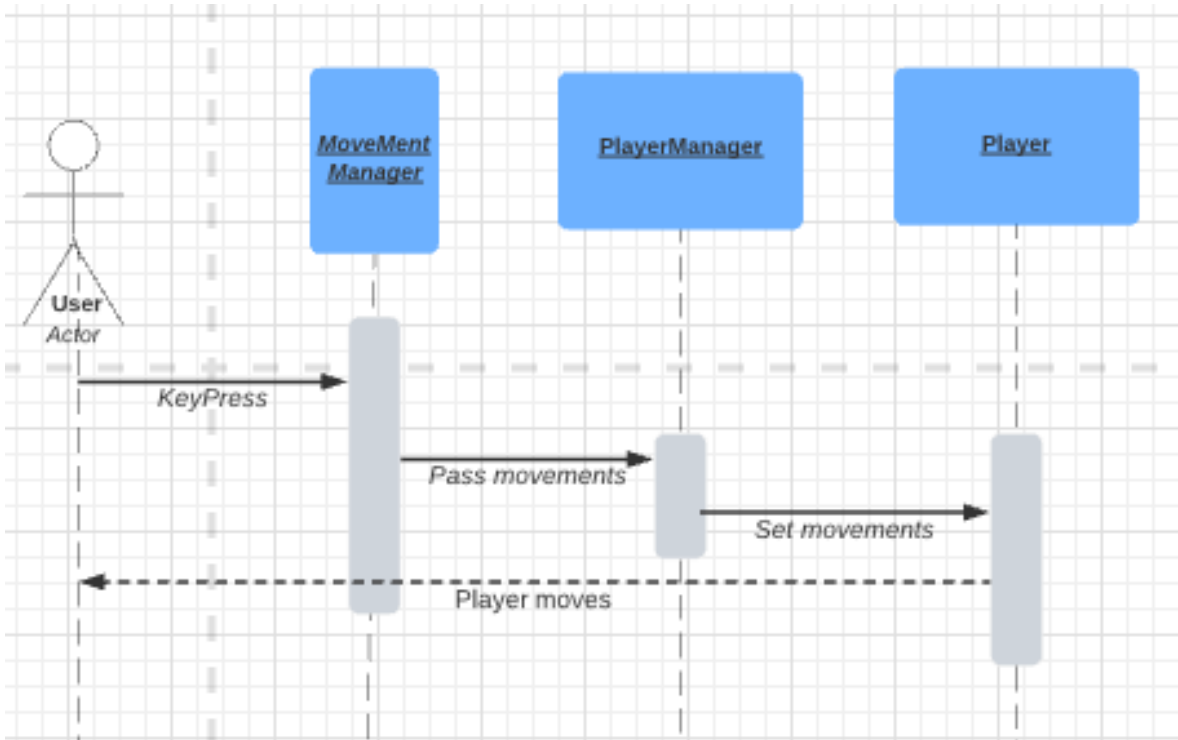 MoveMent
Manager
PlayerManager
Player
User
Actor
KeyPress
Pass movements
Set movements
Player moves